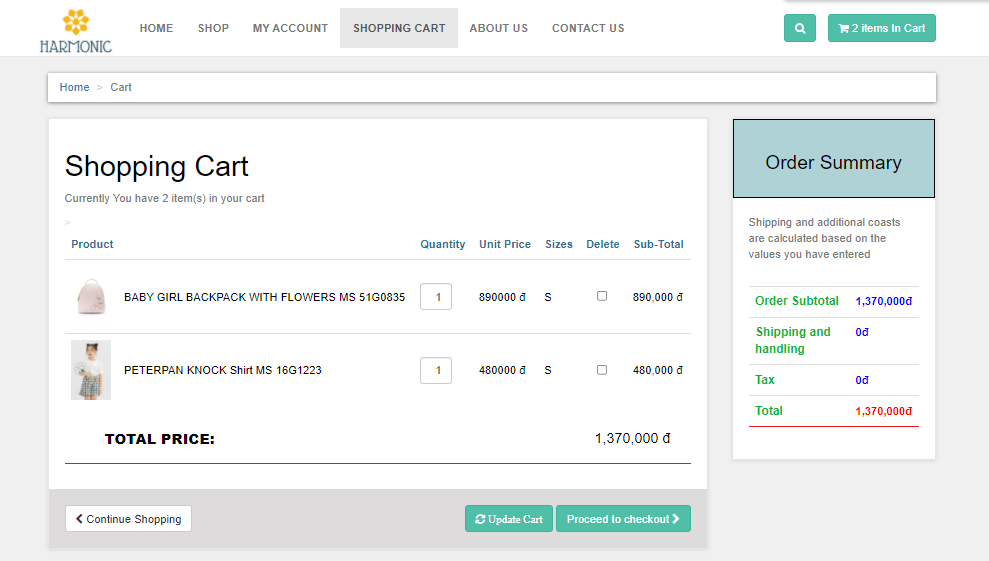 HARMONIC
HOME SHOP MY ACCOUNT SHOPPING CART ABOUT US CONTACT US
2 items In Cart
Home > Cart
Shopping Cart
Currently You have 2 item(s) in your cart
>
Product Quantity Unit Price Sizes Delete Sub-Total
BABY GIRL BACKPACK WITH FLOWERS MS 51G0835 1 890000 đ S 890,000 đ
PETERPAN KNOCK Shirt MS 16G1223 1 480000 đ S 480,000 đ
TOTAL PRICE: 1,370,000 đ
Continue Shopping Update Cart Proceed to checkout
Order Summary
Shipping and additional coasts
are calculated based on the
values you have entered
Order Subtotal 1,370,000đ
Shipping and 0đ
handling
Tax 0đ
Total 1,370,000đ